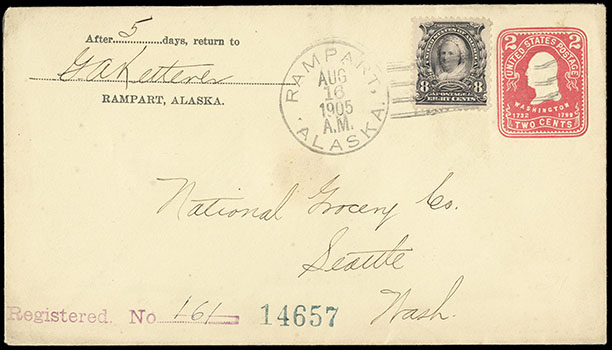 After 5 days, return to
G A Ketterer
RAMPART, ALASKA.
RAMPART, ALASKA.
AUG
16
1905
A.M.
8 8
POSTAGE
EIGHT CENTS
UNITED STATES POSTAGE
2 2
WASHINGTON
1732 1799
TWO CENTS
National Grocery Co.
Seattle
Wash.
Registered. No 161 14657